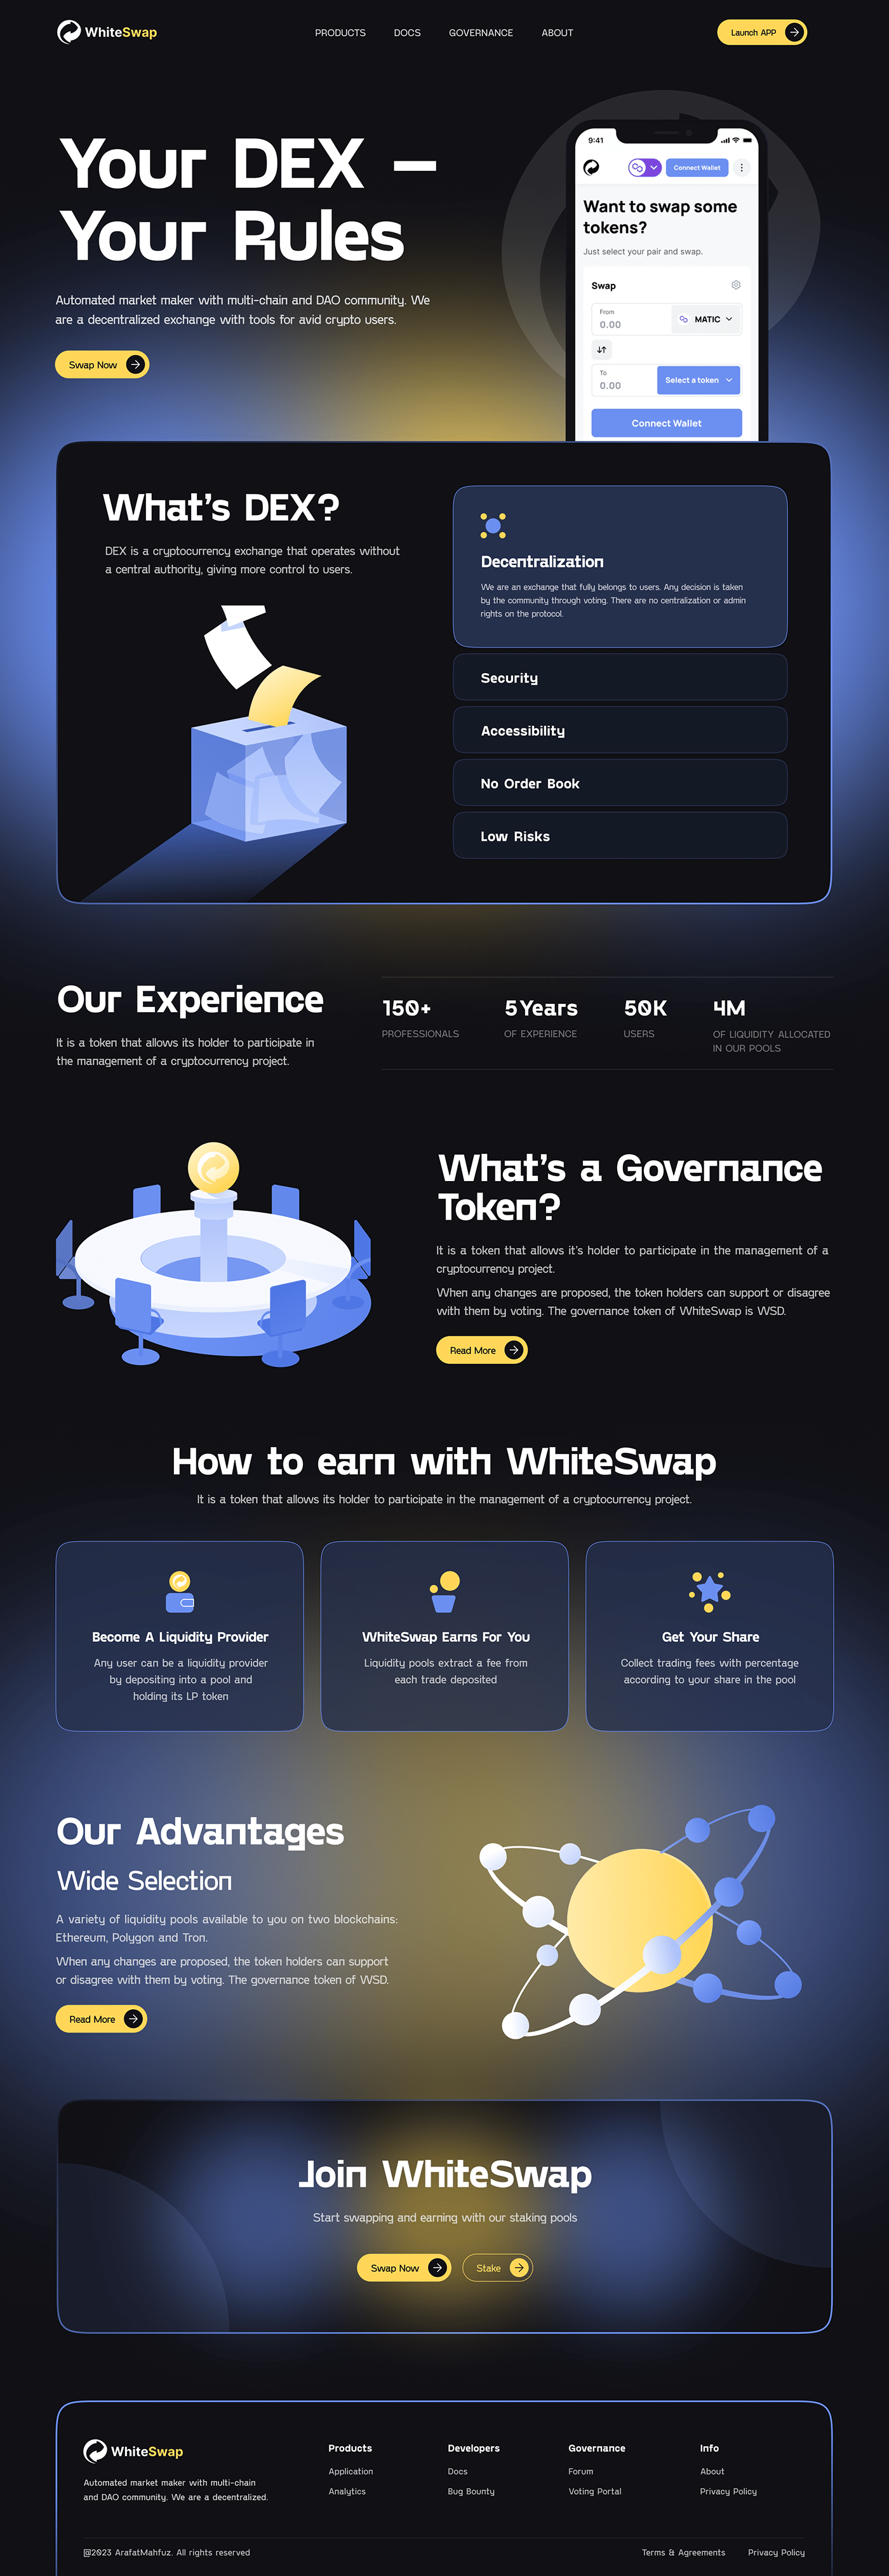 WhiteSwap
PRODUCTS
DOCS
GOVERNANCE
ABOUT
Launch APP
Your DEX –
Your Rules
Automated market maker with multi-chain and DAO community. We
are a decentralized exchange with tools for avid crypto users.
Swap Now
9:41
Connect Wallet
Want to swap some
tokens?
Just select your pair and swap.
Swap
From
0.00
MATIC
To
0.00
Select a token
Connect Wallet
What's DEX?
DEX is a cryptocurrency exchange that operates without
a central authority, giving more control to users.
Decentralization
We are an exchange that fully belongs to users. Any decision is taken
by the community through voting. There are no centralization or admin
rights on the protocol.
Security
Accessibility
No Order Book
Low Risks
Our Experience
It is a token that allows its holder to participate in
the management of a cryptocurrency project.
150+
PROFESSIONALS
5Years
OF EXPERIENCE
50K
USERS
4M
OF LIQUIDITY ALLOCATED
IN OUR POOLS
What's a Governance
Token?
It is a token that allows it's holder to participate in the management of a
cryptocurrency project.
When any changes are proposed, the token holders can support or disagree
with them by voting. The governance token of WhiteSwap is WSD.
Read More
How to earn with WhiteSwap
It is a token that allows its holder to participate in the management of a cryptocurrency project.
Become A Liquidity Provider
Any user can be a liquidity provider
by depositing into a pool and
holding its LP token
WhiteSwap Earns For You
Liquidity pools extract a fee from
each trade deposited
Get Your Share
Collect trading fees with percentage
according to your share in the pool
Our Advantages
Wide Selection
A variety of liquidity pools available to you on two blockchains:
Ethereum, Polygon and Tron.
When any changes are proposed, the token holders can support
or disagree with them by voting. The governance token of WSD.
Read More
Join WhiteSwap
Start swapping and earning with our staking pools
Swap Now
Stake
WhiteSwap
Automated market maker with multi-chain
and DAO community. We are a decentralized.
Products
Application
Analytics
Developers
Docs
Bug Bounty
Governance
Forum
Voting Portal
Info
About
Privacy Policy
@2023 ArafatMahfuz. All rights reserved
Terms & Agreements
Privacy Policy